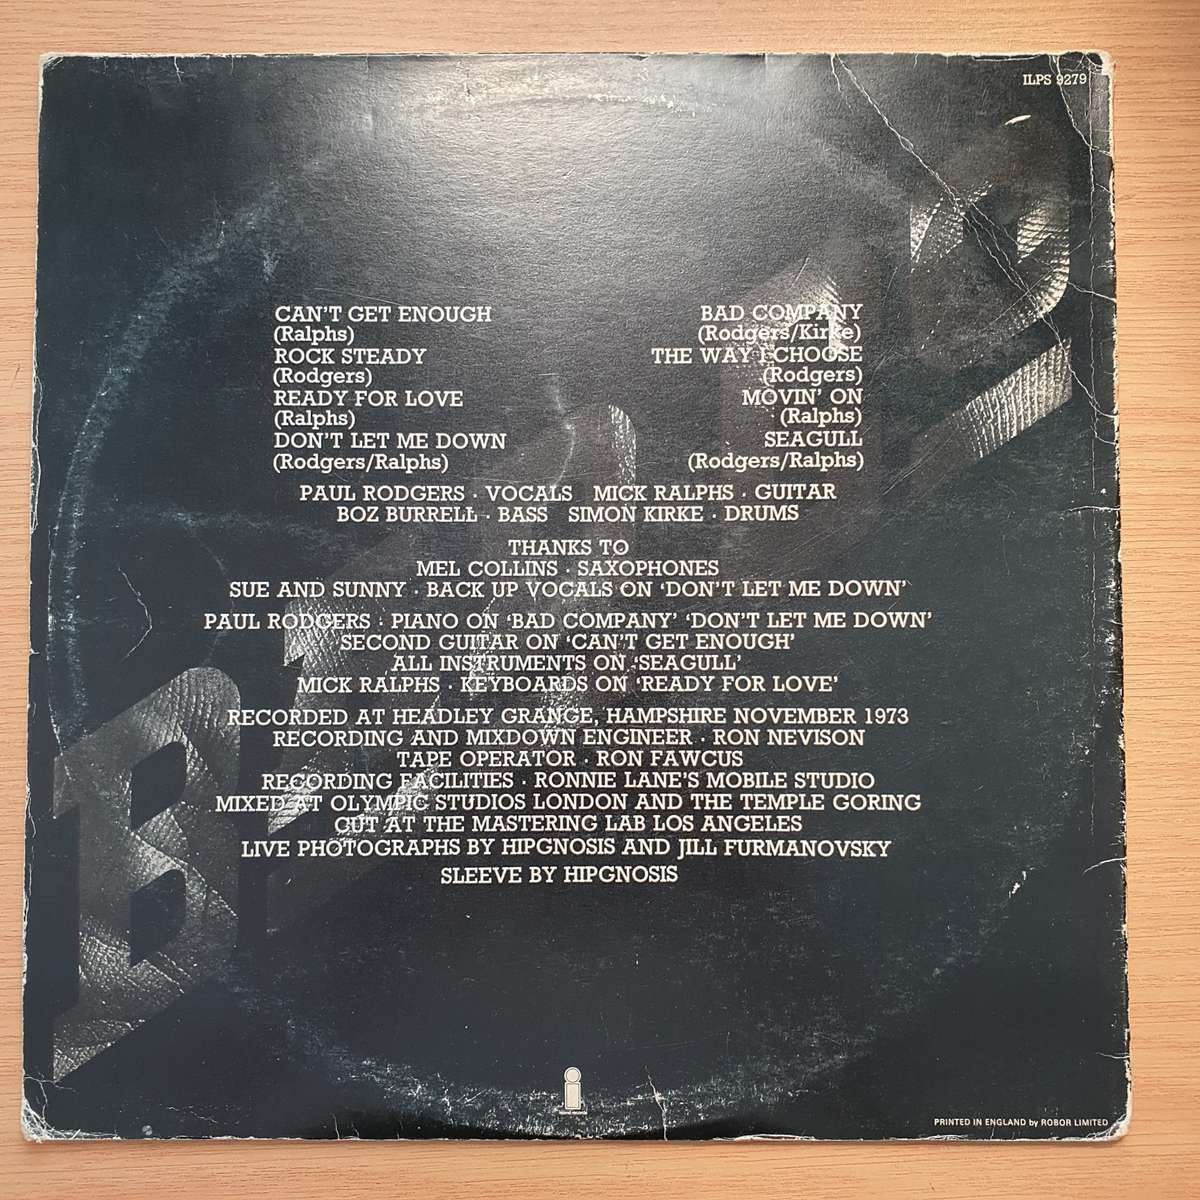 ILPS 9279
CAN'T GET ENOUGH
(Ralphs)
ROCK STEADY
(Rodgers)
READY FOR LOVE
(Ralphs)
DON'T LET ME DOWN
(Rodgers/Ralphs)
BAD COMPANY
(Rodgers/Kirke)
THE WAY I CHOOSE
(Rodgers)
MOVIN' ON
(Ralphs)
SEAGULL
(Rodgers/Ralphs)
PAUL RODGERS · VOCALS MICK RALPHS · GUITAR
BOZ BURRELL · BASS SIMON KIRKE · DRUMS
THANKS TO
MEL COLLINS · SAXOPHONES
SUE AND SUNNY · BACK UP VOCALS ON 'DON'T LET ME DOWN'
PAUL RODGERS · PIANO ON 'BAD COMPANY' 'DON'T LET ME DOWN'
SECOND GUITAR ON 'CAN'T GET ENOUGH'
ALL INSTRUMENTS ON 'SEAGULL'
MICK RALPHS · KEYBOARDS ON 'READY FOR LOVE'
RECORDED AT HEADLEY GRANGE, HAMPSHIRE NOVEMBER 1973
RECORDING AND MIXDOWN ENGINEER · RON NEVISON
TAPE OPERATOR · RON FAWCUS
RECORDING FACILITIES · RONNIE LANE'S MOBILE STUDIO
MIXED AT OLYMPIC STUDIOS LONDON AND THE TEMPLE GORING
CUT AT THE MASTERING LAB LOS ANGELES
LIVE PHOTOGRAPHS BY HIPGNOSIS AND JILL FURMANOVSKY
SLEEVE BY HIPGNOSIS
PRINTED IN ENGLAND by ROBOR LIMITED